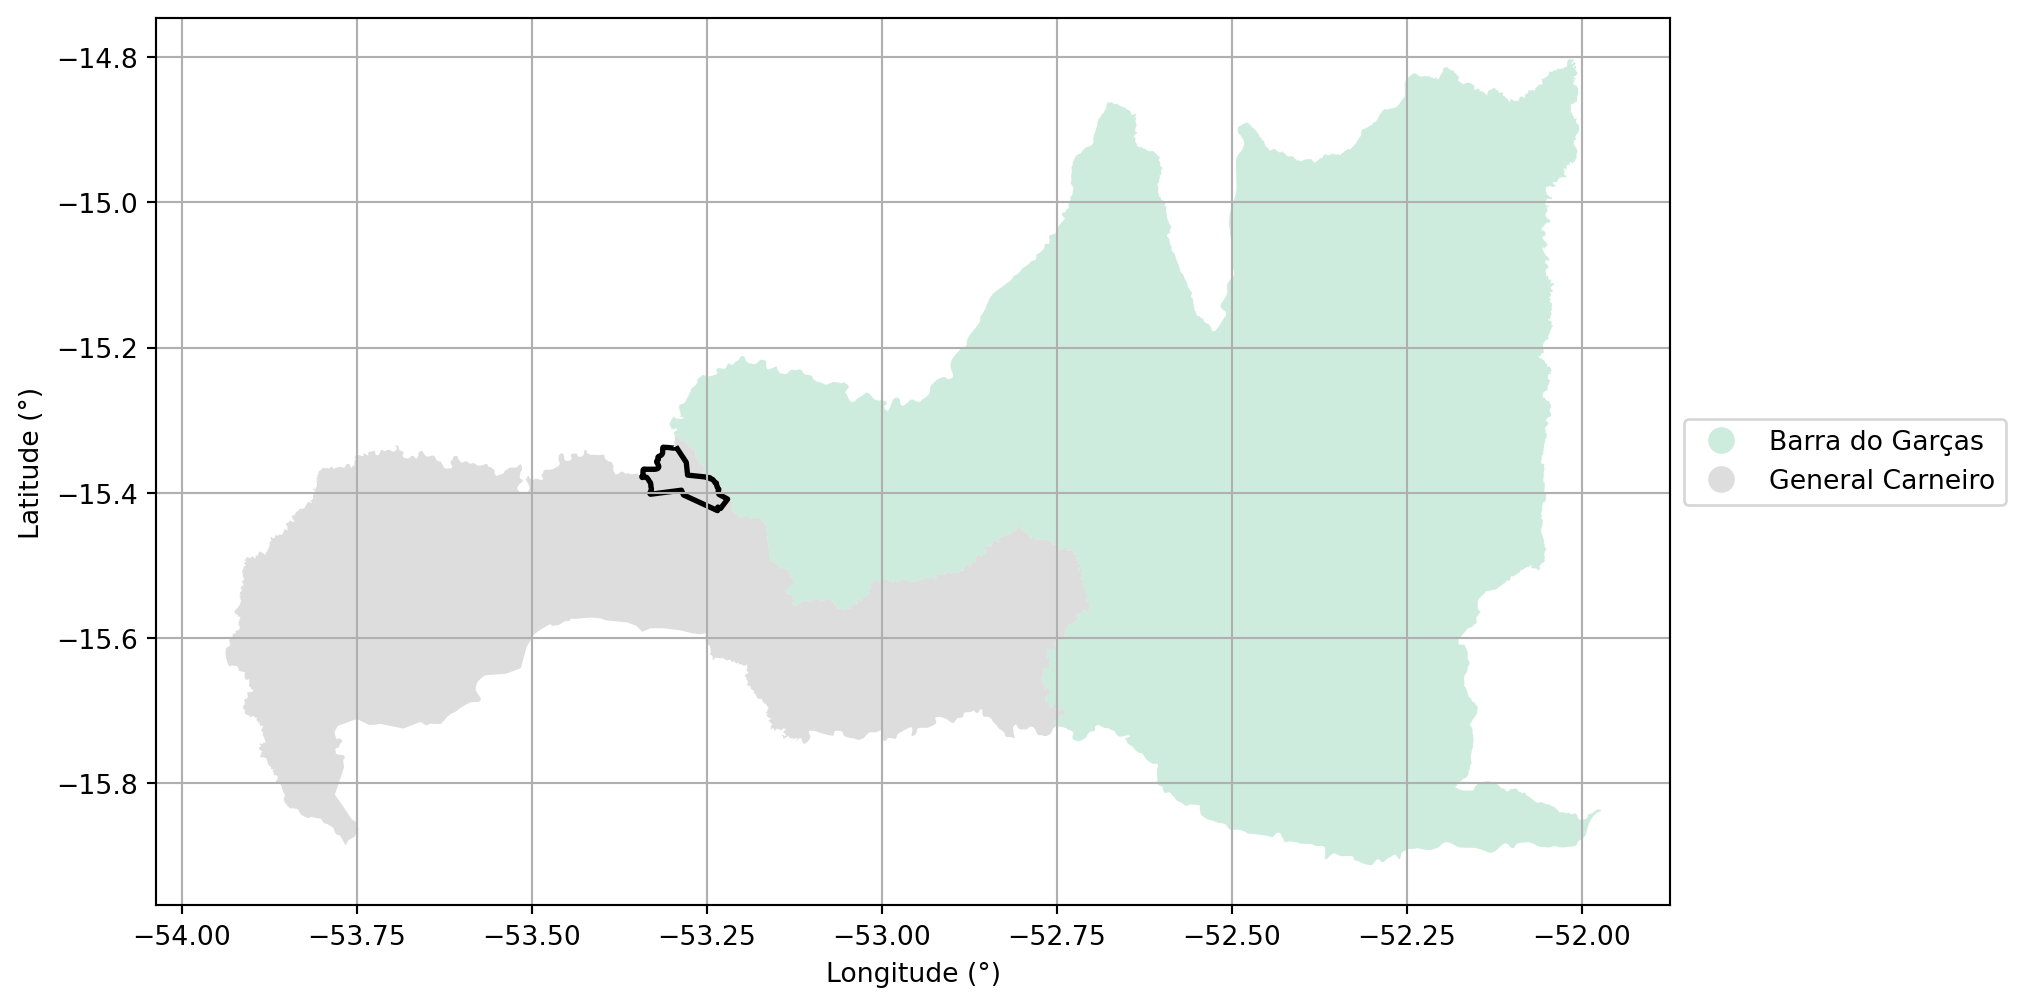 −14.8
−15.0
−15.2
−15.4
−15.6
−15.8
Latitude (°)
−54.00 −53.75 −53.50 −53.25 −53.00 −52.75 −52.50 −52.25 −52.00
Longitude (°)
Barra do Garças
General Carneiro